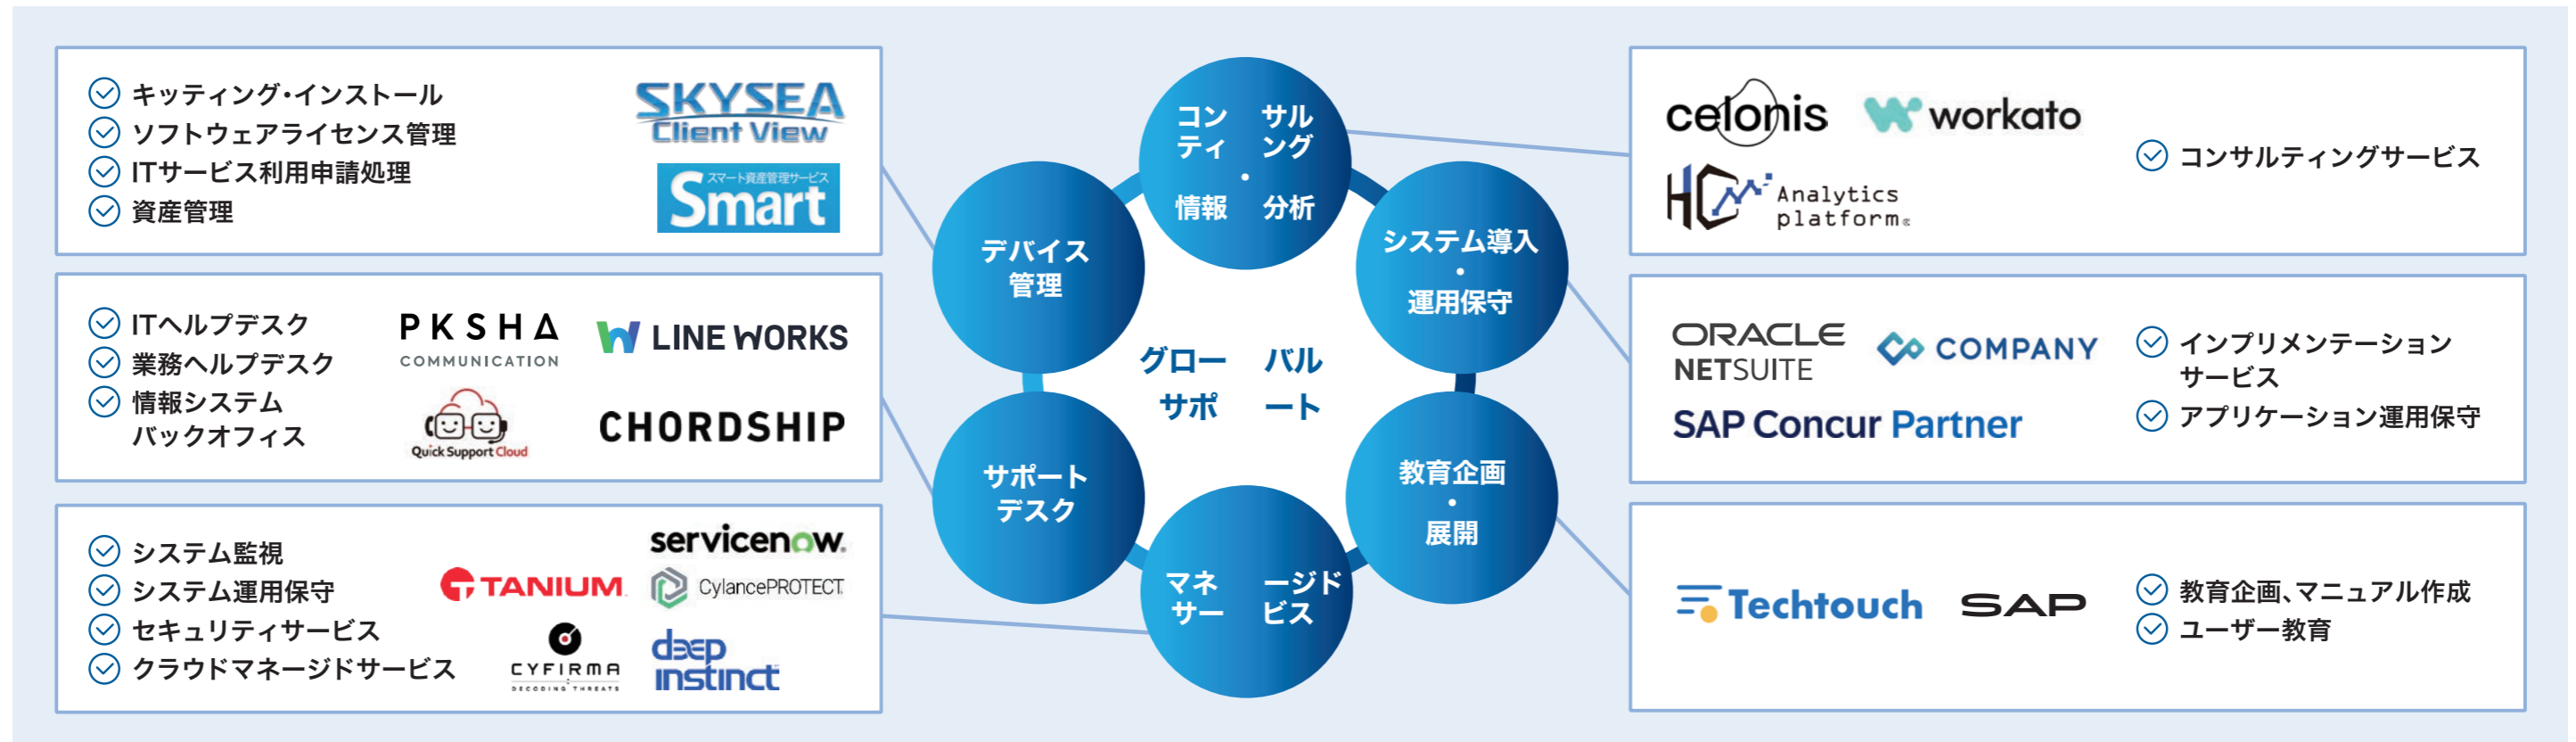 キッティング・インストール
ソフトウェアライセンス管理
ITサービス利用申請処理
資産管理
SKYSEA
Client View
スマート資産管理サービス
Smart
ITヘルプデスク
業務ヘルプデスク
情報システム
バックオフィス
PKSHA
COMMUNICATION
LINE WORKS
Quick Support Cloud
CHORDSHIP
システム監視
システム運用保守
セキュリティサービス
クラウドマネージドサービス
servicenow
TANIUM
CylancePROTECT
CYFIRMA
DECODING THREATS
deep
instinct
コンサル
ティング
・
情報分析
デバイス
管理
システム導入
・
運用保守
グローバル
サポート
サポート
デスク
教育企画
・
展開
マネージド
サービス
celonis
workato
HC Analytics
platform®
コンサルティングサービス
ORACLE
NETSUITE
COMPANY
SAP Concur Partner
インプリメンテーション
サービス
アプリケーション運用保守
Techtouch
SAP
教育企画、マニュアル作成
ユーザー教育